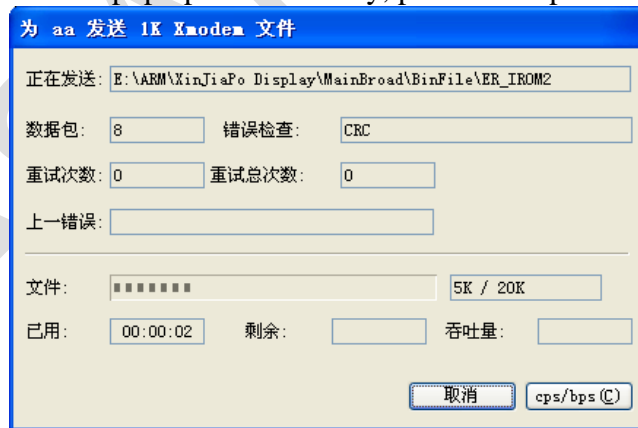 为 aa 发送 1K Xmodem 文件
正在发送: E:\ARM\XinJiaPo Display\MainBroad\BinFile\ER_IROM2
数据包: 8 错误检查: CRC
重试次数: 0 重试总次数: 0
上一错误:
文件: 5K / 20K
已用: 00:00:02 剩余: 吞吐量:
取消 cps/bps(C)